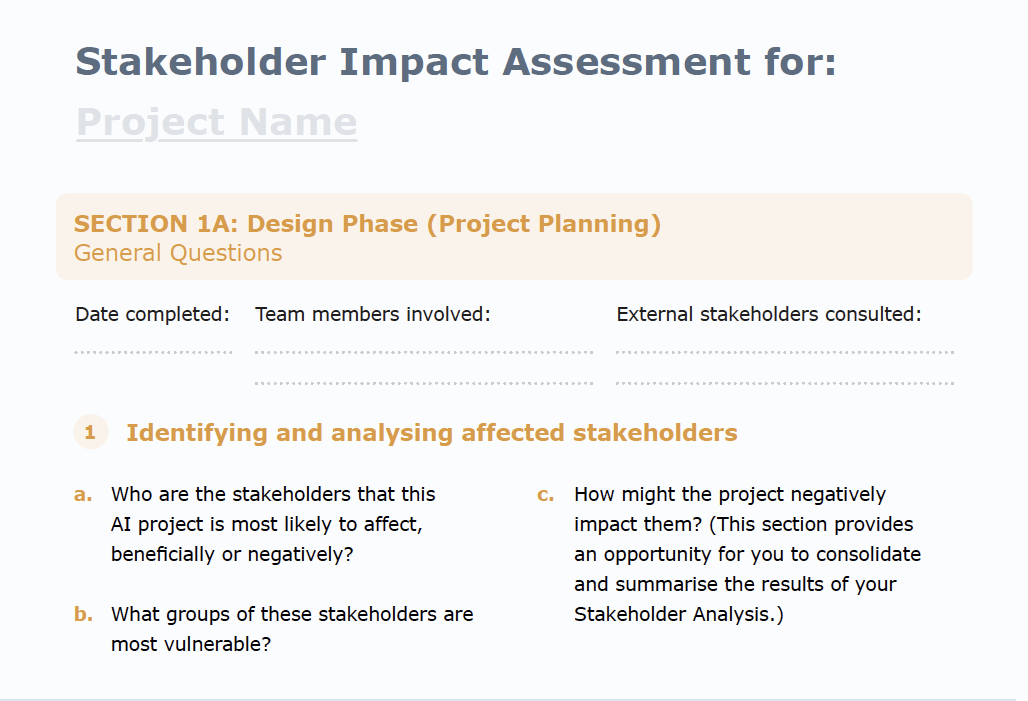 Stakeholder Impact Assessment for:
Project Name
SECTION 1A: Design Phase (Project Planning)
General Questions
Date completed:
Team members involved:
External stakeholders consulted:
1 Identifying and analysing affected stakeholders
a. Who are the stakeholders that this
AI project is most likely to affect,
beneficially or negatively?
b. What groups of these stakeholders are
most vulnerable?
c. How might the project negatively
impact them? (This section provides
an opportunity for you to consolidate
and summarise the results of your
Stakeholder Analysis.)